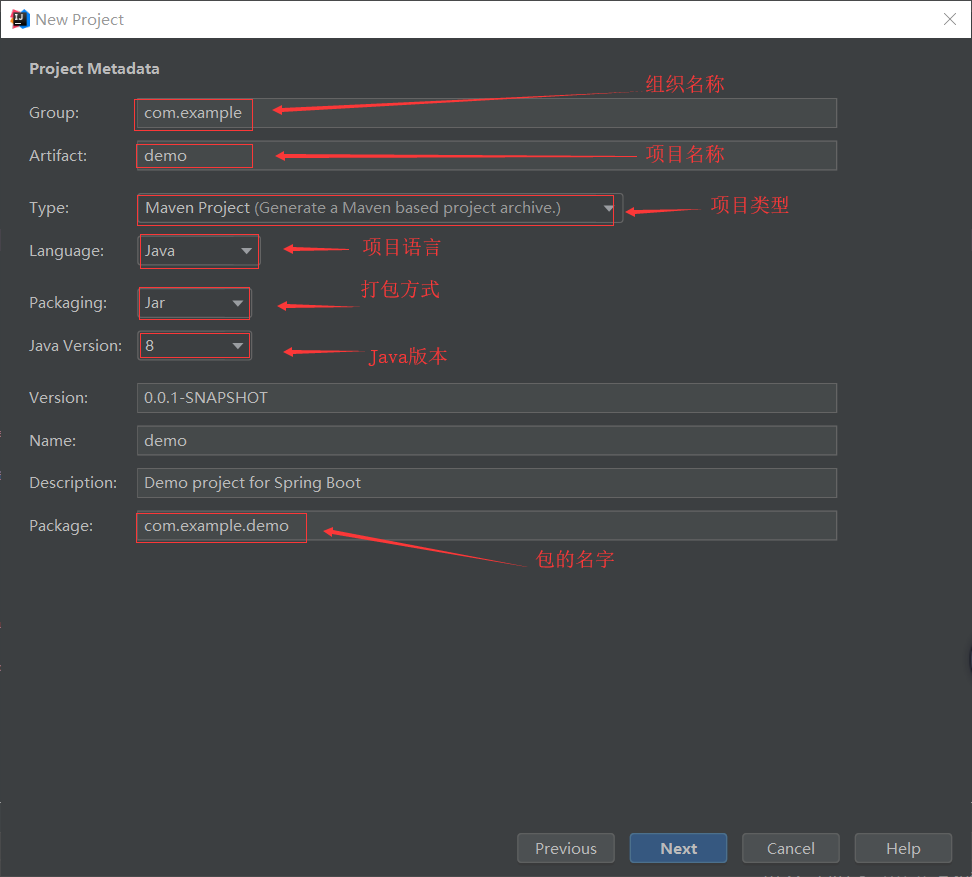 New Project
Project Metadata
组织名称
Group: com.example
Artifact: demo 项目名称
Type: Maven Project (Generate a Maven based project archive.) 项目类型
Language: Java 项目语言
打包方式
Packaging: Jar
Java Version: 8 Java版本
Version: 0.0.1-SNAPSHOT
Name: demo
Description: Demo project for Spring Boot
Package: com.example.demo
包的名字
Previous Next Cancel Help